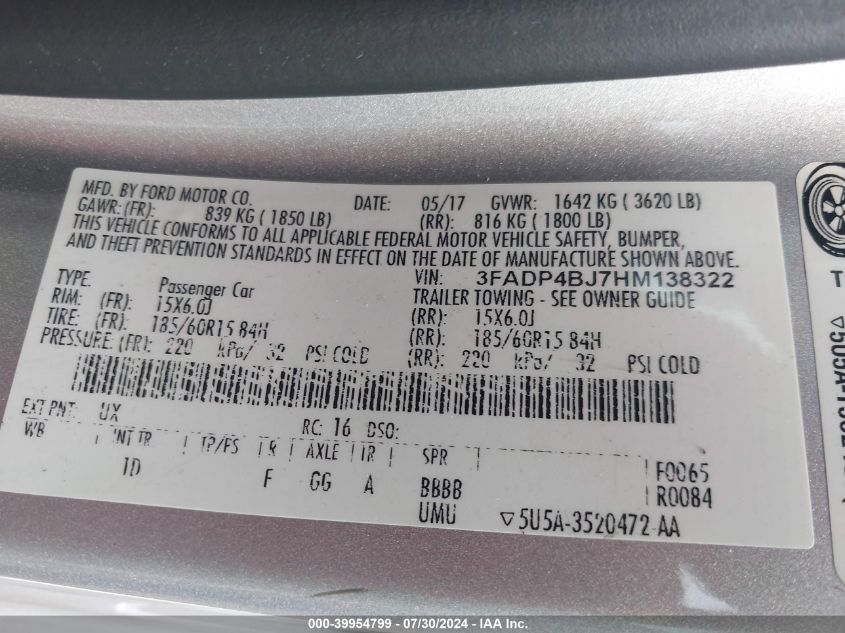 MFD. BY FORD MOTOR CO. DATE: 05/17 GVWR: 1642 KG ( 3620 LB)
GAWR: (FR): 839 KG ( 1850 LB) (RR): 816 KG ( 1800 LB)
THIS VEHICLE CONFORMS TO ALL APPLICABLE FEDERAL MOTOR VEHICLE SAFETY, BUMPER,
AND THEFT PREVENTION STANDARDS IN EFFECT ON THE DATE OF MANUFACTURE SHOWN ABOVE.
VIN: 3FADP4BJ7HM138322
TYPE: Passenger Car TRAILER TOWING - SEE OWNER GUIDE
RIM: (FR): 15X6.0J (RR): 15X6.0J
TIRE: (FR): 185/60R15 84H (RR): 185/60R15 84H
PRESSURE: (FR): 220 kPa/ 32 PSI COLD (RR): 220 kPa/ 32 PSI COLD
EXT PNT: UX RC: 16 DSO:
WB INT TR TP/PS R AXLE TR SPR
1D F GG A BBBB F0065
R0084
UMU ▽5U5A-3520472-AA
000-39954799 - 07/30/2024 - IAA Inc.